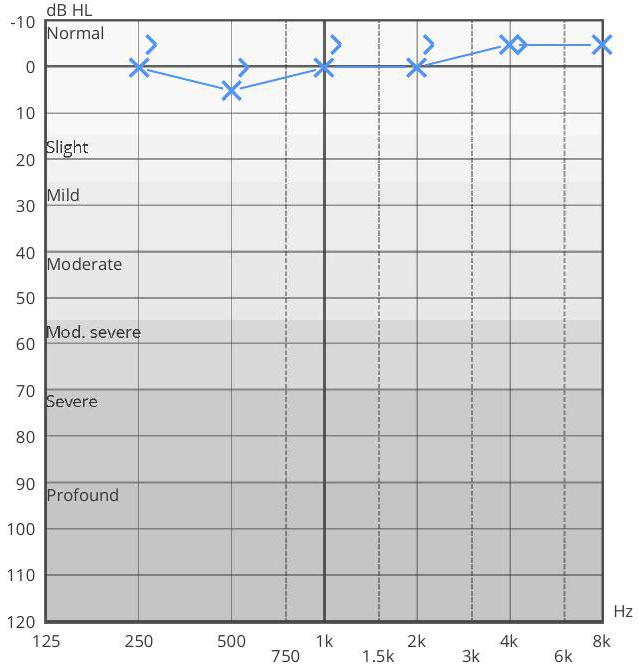 dB HL
-10
Normal
0
10
Slight
20
Mild
30
40
Moderate
50
Mod. severe
60
70
Severe
80
90
Profound
100
110
120
Hz
125 250 500 1k 2k 4k 8k
750 1.5k 3k 6k